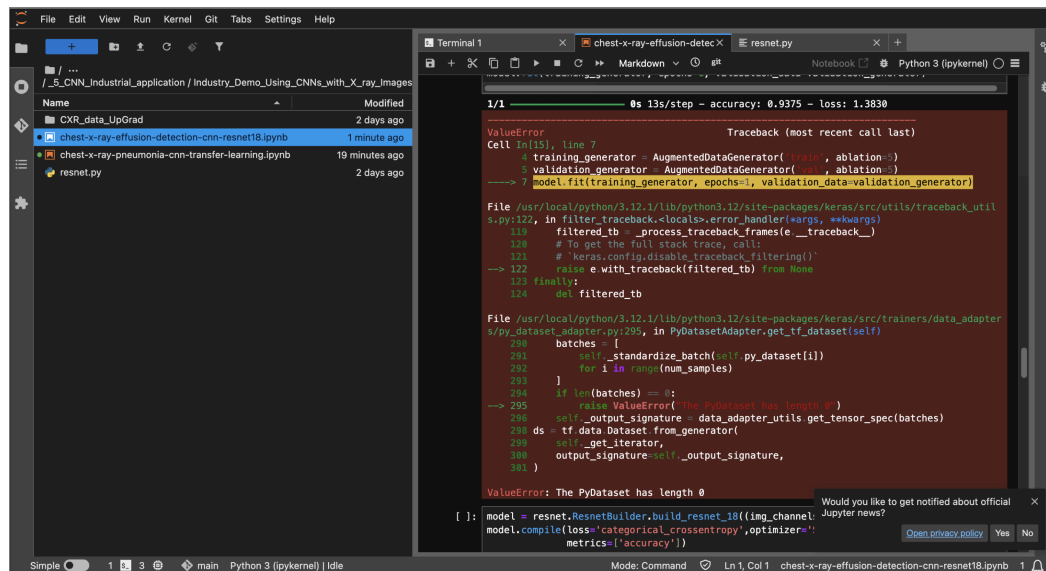 File Edit View Run Kernel Git Tabs Settings Help
+
/ ...
/ _5_CNN_Industrial_application / Industry_Demo_Using_CNNs_with_X_ray_Images
Name Modified
CXR_data_UpGrad 2 days ago
chest-x-ray-effusion-detection-cnn-resnet18.ipynb 1 minute ago
chest-x-ray-pneumonia-cnn-transfer-learning.ipynb 19 minutes ago
resnet.py 2 days ago
Terminal 1
chest-x-ray-effusion-detec
resnet.py
Markdown git Notebook Python 3 (ipykernel)
1/1 0s 13s/step – accuracy: 0.9375 – loss: 1.3830
ValueError Traceback (most recent call last)
Cell In[15], line 7
4 training_generator = AugmentedDataGenerator('train', ablation=5)
5 validation_generator = AugmentedDataGenerator('val', ablation=5)
----> 7 model.fit(training_generator, epochs=1, validation_data=validation_generator)
File /usr/local/python/3.12.1/lib/python3.12/site-packages/keras/src/utils/traceback_util
s.py:122, in filter_traceback.<locals>.error_handler(*args, **kwargs)
119 filtered_tb = _process_traceback_frames(e.__traceback__)
120 # To get the full stack trace, call:
121 # `keras.config.disable_traceback_filtering()`
--> 122 raise e.with_traceback(filtered_tb) from None
123 finally:
124 del filtered_tb
File /usr/local/python/3.12.1/lib/python3.12/site-packages/keras/src/trainers/data_adapter
s/py_dataset_adapter.py:295, in PyDatasetAdapter.get_tf_dataset(self)
290 batches = [
291 self._standardize_batch(self.py_dataset[i])
292 for i in range(num_samples)
293 ]
294 if len(batches) == 0:
--> 295 raise ValueError("The PyDataset has length 0")
296 self._output_signature = data_adapter_utils.get_tensor_spec(batches)
298 ds = tf.data.Dataset.from_generator(
299 self._get_iterator,
300 output_signature=self._output_signature,
301 )
ValueError: The PyDataset has length 0
[ ]: model = resnet.ResnetBuilder.build_resnet_18((img_channel
model.compile(loss='categorical_crossentropy',optimizer='
metrics=['accuracy'])
Would you like to get notified about official
Jupyter news?
Open privacy policy Yes No
Simple 1 3 main Python 3 (ipykernel) | Idle Mode: Command Ln 1, Col 1 chest-x-ray-effusion-detection-cnn-resnet18.ipynb 1